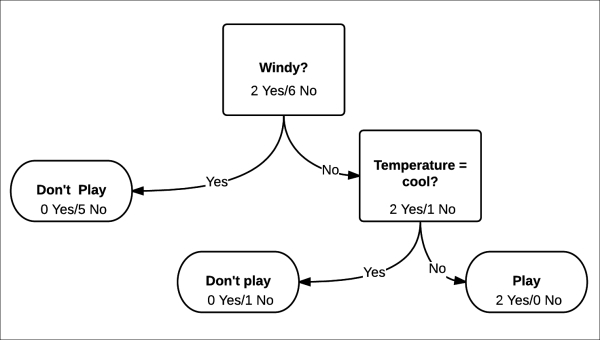 Windy?
2 Yes/6 No
Yes
No
Temperature =
cool?
2 Yes/1 No
Don't Play
0 Yes/5 No
Yes
No
Don't play
0 Yes/1 No
Play
2 Yes/0 No